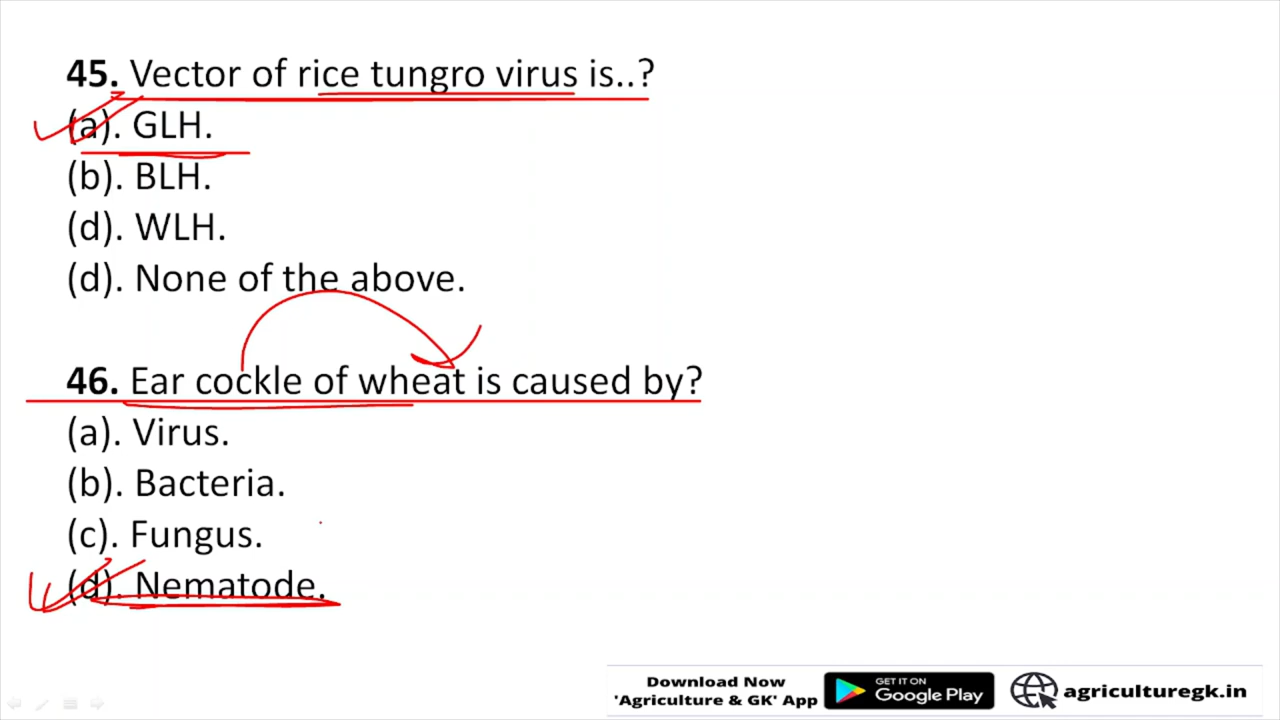 45. Vector of rice tungro virus is..?
(a). GLH.
(b). BLH.
(d). WLH.
(d). None of the above.
46. Ear cockle of wheat is caused by?
(a). Virus.
(b). Bacteria.
(c). Fungus.
(d). Nematode.
Download Now
'Agriculture & GK' App
GET IT ON
Google Play
agriculturegk.in